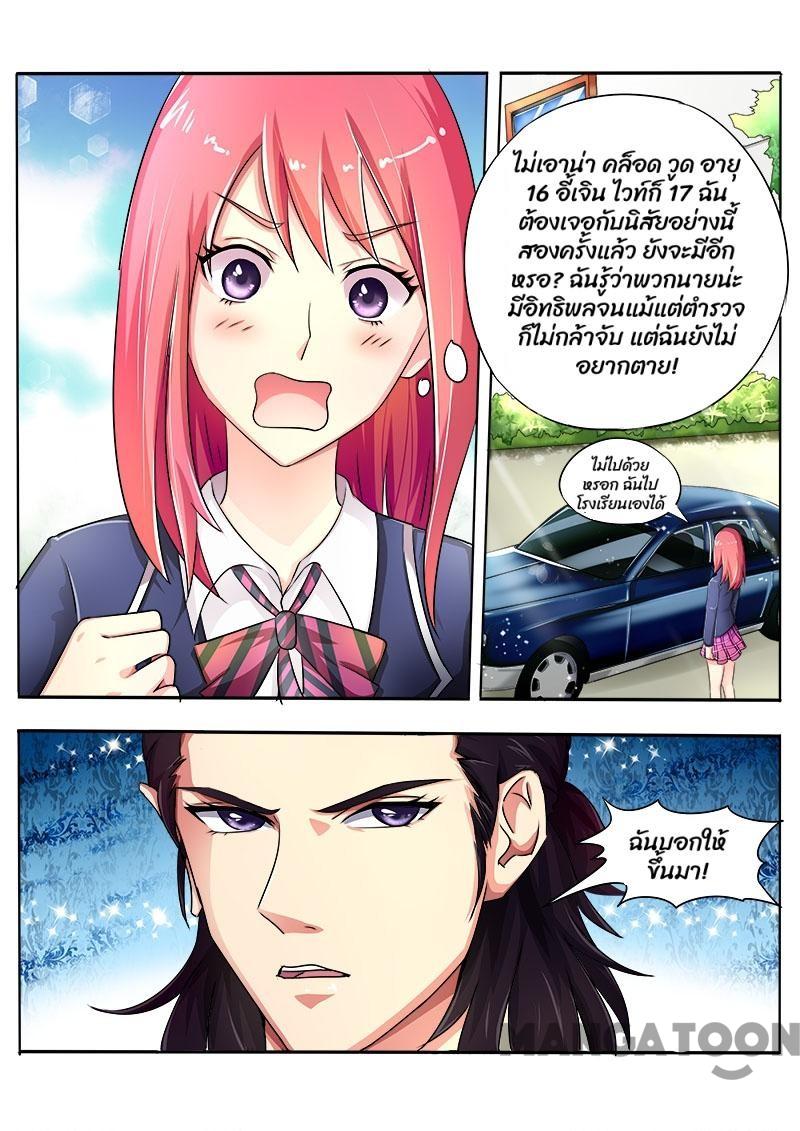 ไม่เอาน่า คล็อด วูด อายุ
16 อี้เจิน ไวท์ก็ 17 ฉัน
ต้องเจอกับนิสัยอย่างนี้
สองครั้งแล้ว ยังจะมีอีก
หรอ? ฉันรู้ว่าพวกนายน่ะ
มีอิทธิพลจนแม้แต่ตำรวจ
ก็ไม่กล้าจับ แต่ฉันยังไม่
อยากตาย!
ไม่ไปด้วย
หรอก ฉันไป
โรงเรียนเองได้
ฉันบอกให้
ขึ้นมา!
MANGATOON